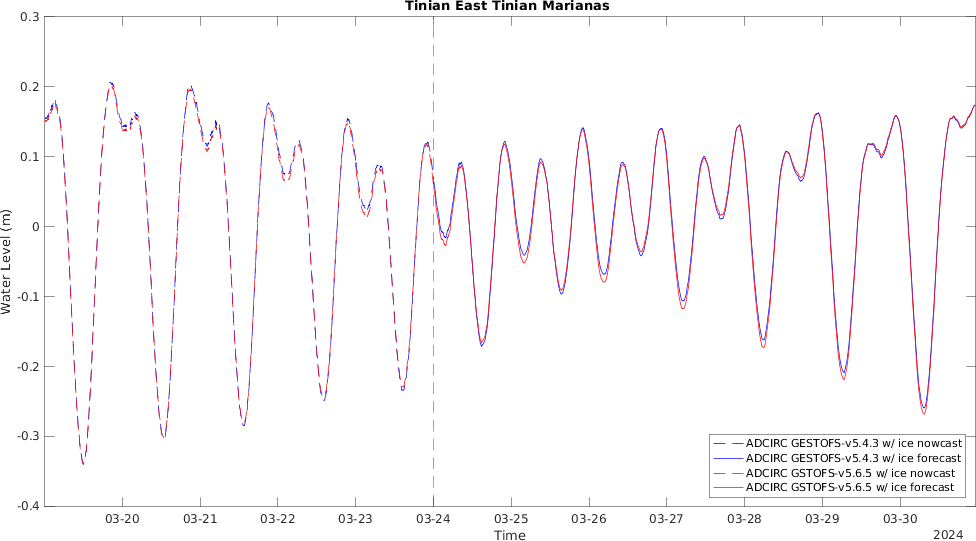 Tinian East Tinian Marianas
0.3
0.2
0.1
0
-0.1
-0.2
-0.3
-0.4
Water Level (m)
ADCIRC GESTOFS-v5.4.3 w/ ice nowcast
ADCIRC GESTOFS-v5.4.3 w/ ice forecast
ADCIRC GSTOFS-v5.6.5 w/ ice nowcast
ADCIRC GSTOFS-v5.6.5 w/ ice forecast
03-20 03-21 03-22 03-23 03-24 03-25 03-26 03-27 03-28 03-29 03-30
Time
2024